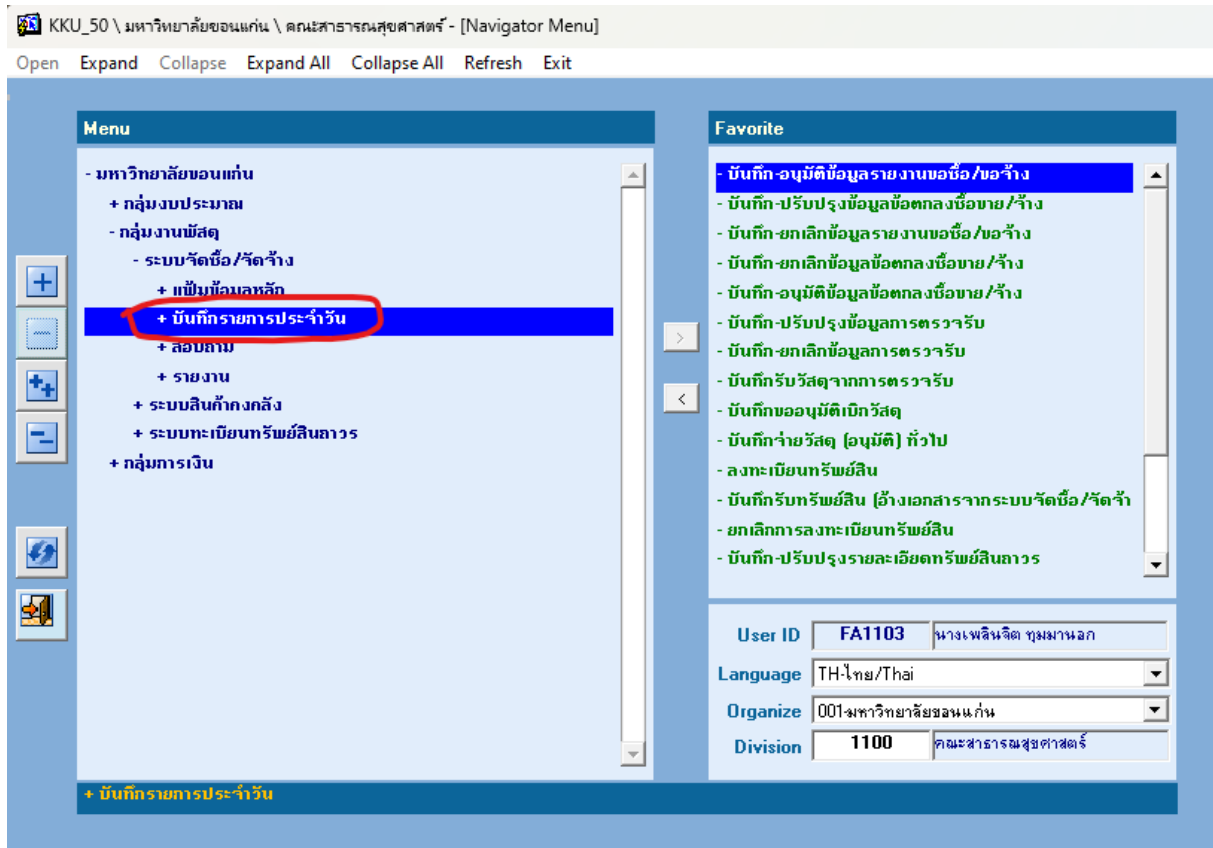 KKU_50 \ มหาวิทยาลัยขอนแก่น \ คณะสาธารณสุขศาสตร์ - [Navigator Menu]
Open Expand Collapse Expand All Collapse All Refresh Exit
Menu
- มหาวิทยาลัยขอนแก่น
+ กลุ่มงบประมาณ
- กลุ่มงานพัสดุ
- ระบบจัดซื้อ/จัดจ้าง
+ แฟ้มข้อมูลหลัก
+ บันทึกรายการประจำวัน
+ สอบถาม
+ รายงาน
+ ระบบสินค้าคงคลัง
+ ระบบทะเบียนทรัพย์สินถาวร
+ กลุ่มการเงิน
Favorite
- บันทึก-อนุมัติข้อมูลรายงานขอซื้อ/ขอจ้าง
- บันทึก-ปรับปรุงข้อมูลข้อตกลงซื้อขาย/จ้าง
- บันทึก-ยกเลิกข้อมูลรายงานขอซื้อ/ขอจ้าง
- บันทึก-ยกเลิกข้อมูลข้อตกลงซื้อขาย/จ้าง
- บันทึก-อนุมัติข้อมูลข้อตกลงซื้อขาย/จ้าง
- บันทึก-ปรับปรุงข้อมูลการตรวจรับ
- บันทึก-ยกเลิกข้อมูลการตรวจรับ
- บันทึกรับวัสดุจากการตรวจรับ
- บันทึกขออนุมัติเบิกวัสดุ
- บันทึกจ่ายวัสดุ (อนุมัติ) ทั่วไป
- ลงทะเบียนทรัพย์สิน
- บันทึกรับทรัพย์สิน (อ้างเอกสารจากระบบจัดซื้อ/จัดจ้า
- ยกเลิกการลงทะเบียนทรัพย์สิน
- บันทึก-ปรับปรุงรายละเอียดทรัพย์สินถาวร
User ID FA1103 นางเพลินจิต ทุมมานอก
Language TH-ไทย/Thai
Organize 001-มหาวิทยาลัยขอนแก่น
Division 1100 คณะสาธารณสุขศาสตร์
+ บันทึกรายการประจำวัน